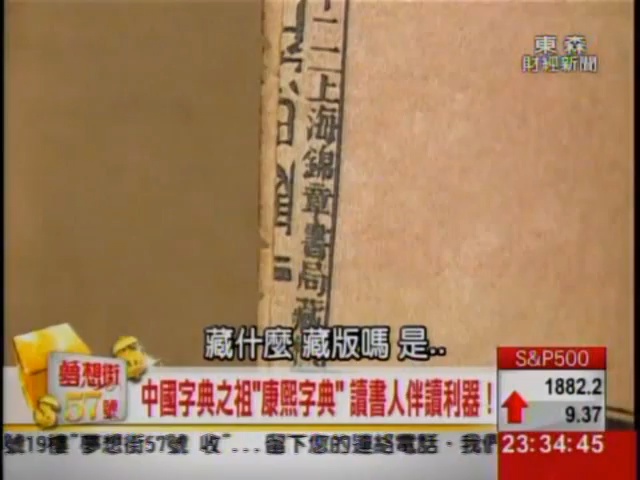 東森
財經新聞
十二
上海錦章書局藏
藏什麼 藏版嗎 是..
夢想街
57號
中國字典之祖"康熙字典" 讀書人伴讀利器！
S&P500
1882.2
9.37
號19樓"夢想街57號 收"...留下您的連絡電話．我們
23:34:45